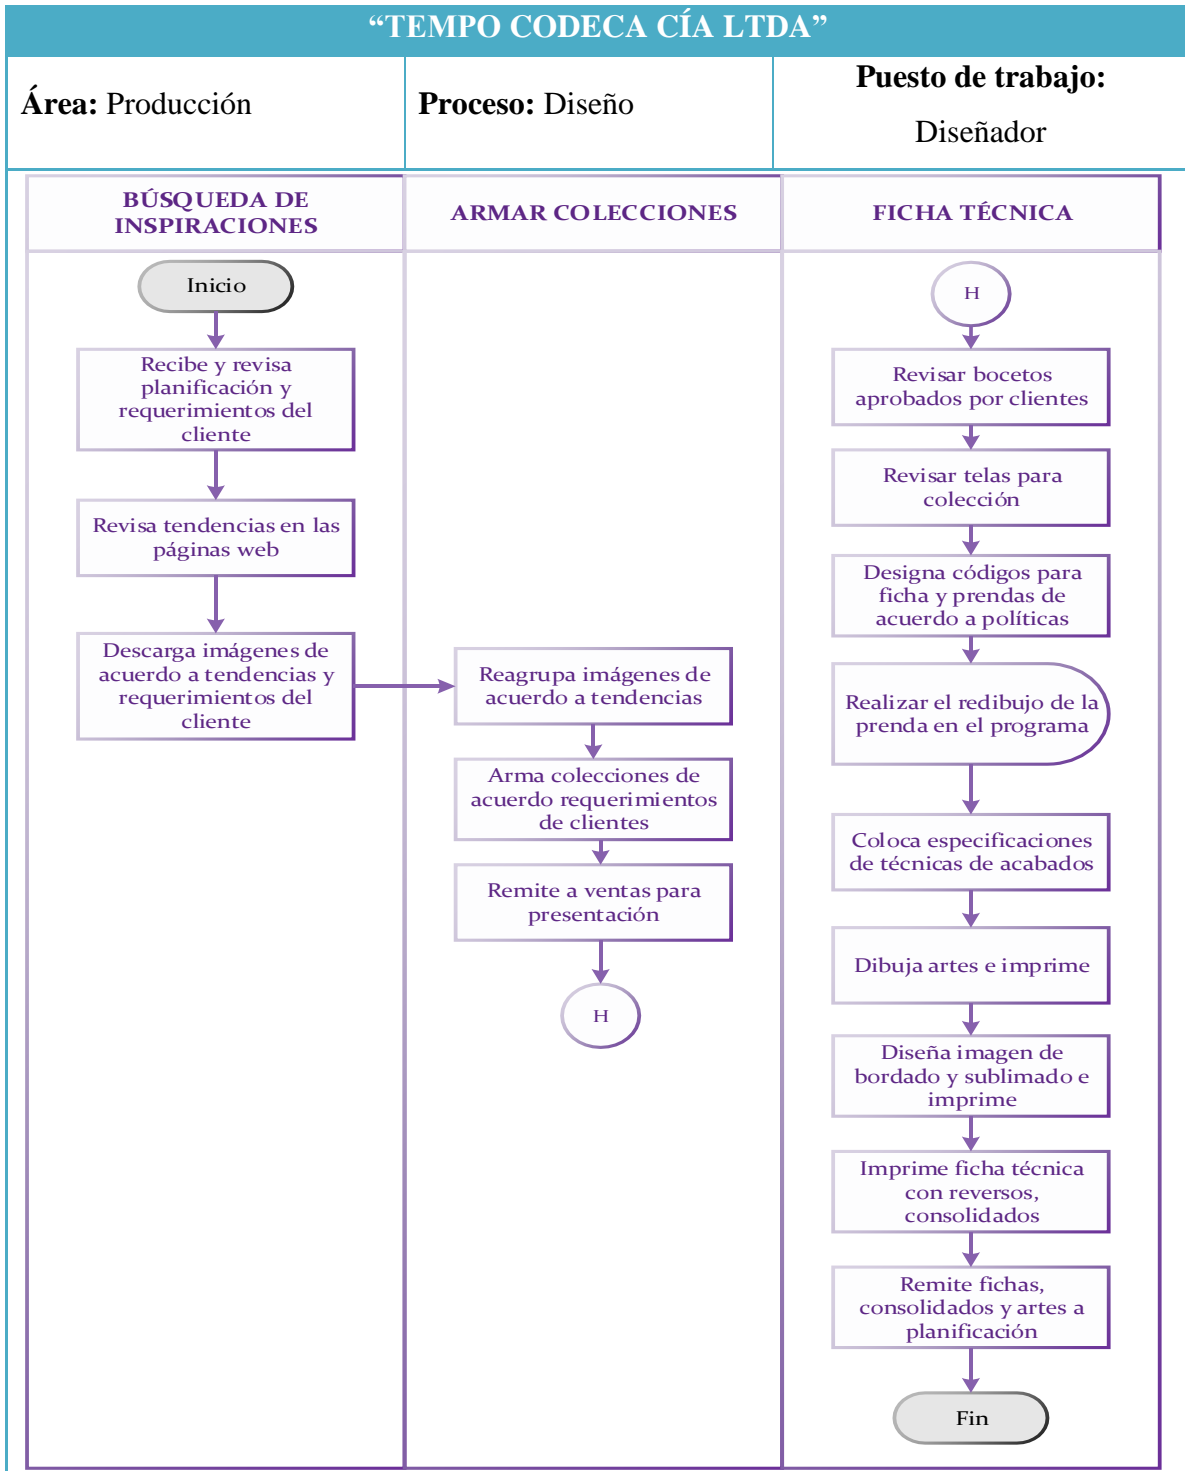 “TEMPO CODECA CÍA LTDA”
Área: Producción
Proceso: Diseño
Puesto de trabajo:
Diseñador
BÚSQUEDA DE
INSPIRACIONES
ARMAR COLECCIONES
FICHA TÉCNICA
Inicio
Recibe y revisa
planificación y
requerimientos del
cliente
Revisa tendencias en las
páginas web
Descarga imágenes de
acuerdo a tendencias y
requerimientos del
cliente
Reagrupa imágenes de
acuerdo a tendencias
Arma colecciones de
acuerdo requerimientos
de clientes
Remite a ventas para
presentación
H
H
Revisar bocetos
aprobados por clientes
Revisar telas para
colección
Designa códigos para
ficha y prendas de
acuerdo a políticas
Realizar el redibujo de la
prenda en el programa
Coloca especificaciones
de técnicas de acabados
Dibuja artes e imprime
Diseña imagen de
bordado y sublimado e
imprime
Imprime ficha técnica
con reversos,
consolidados
Remite fichas,
consolidados y artes a
planificación
Fin